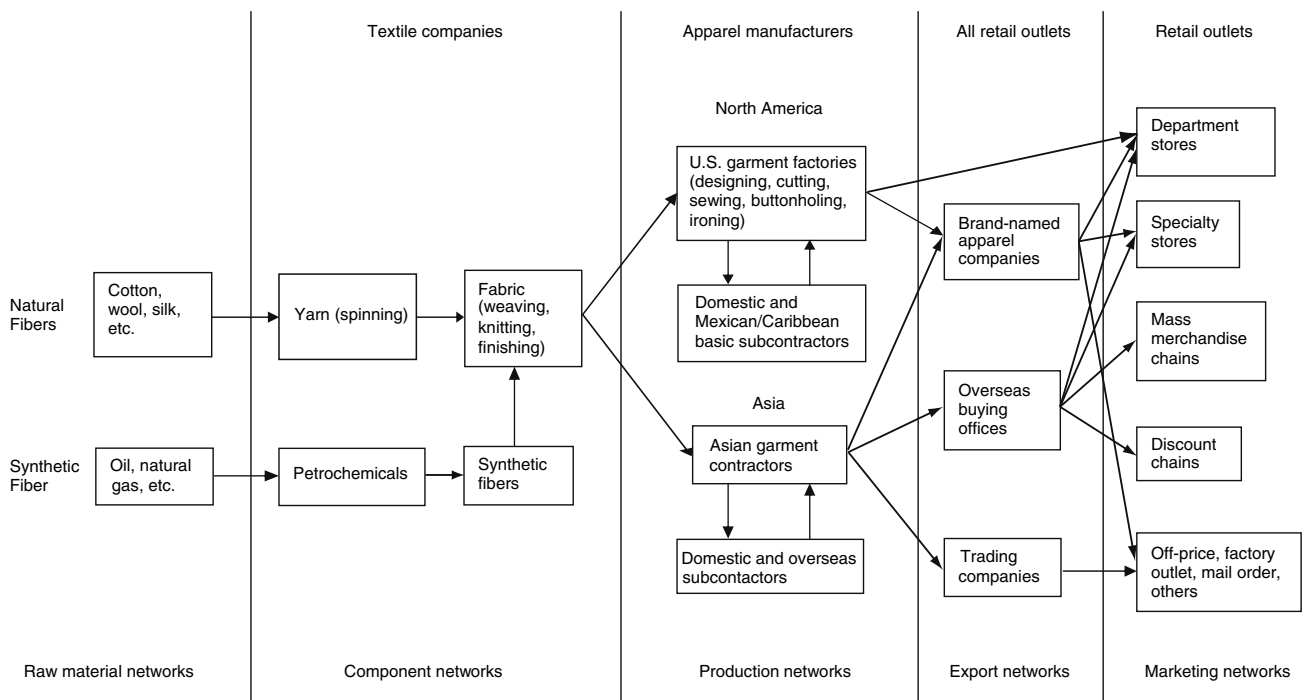 Textile companies
Apparel manufacturers
All retail outlets
Retail outlets
North America
Natural
Fibers
Cotton,
wool, silk,
etc.
Yarn (spinning)
Fabric
(weaving,
knitting,
finishing)
Synthetic
Fiber
Oil, natural
gas, etc.
Petrochemicals
Synthetic
fibers
U.S. garment factories
(designing, cutting,
sewing, buttonholing,
ironing)
Domestic and
Mexican/Caribbean
basic subcontractors
Asia
Asian garment
contractors
Domestic and overseas
subcontactors
Brand-named
apparel
companies
Overseas
buying
offices
Trading
companies
Department
stores
Specialty
stores
Mass
merchandise
chains
Discount
chains
Off-price, factory
outlet, mail order,
others
Raw material networks
Component networks
Production networks
Export networks
Marketing networks